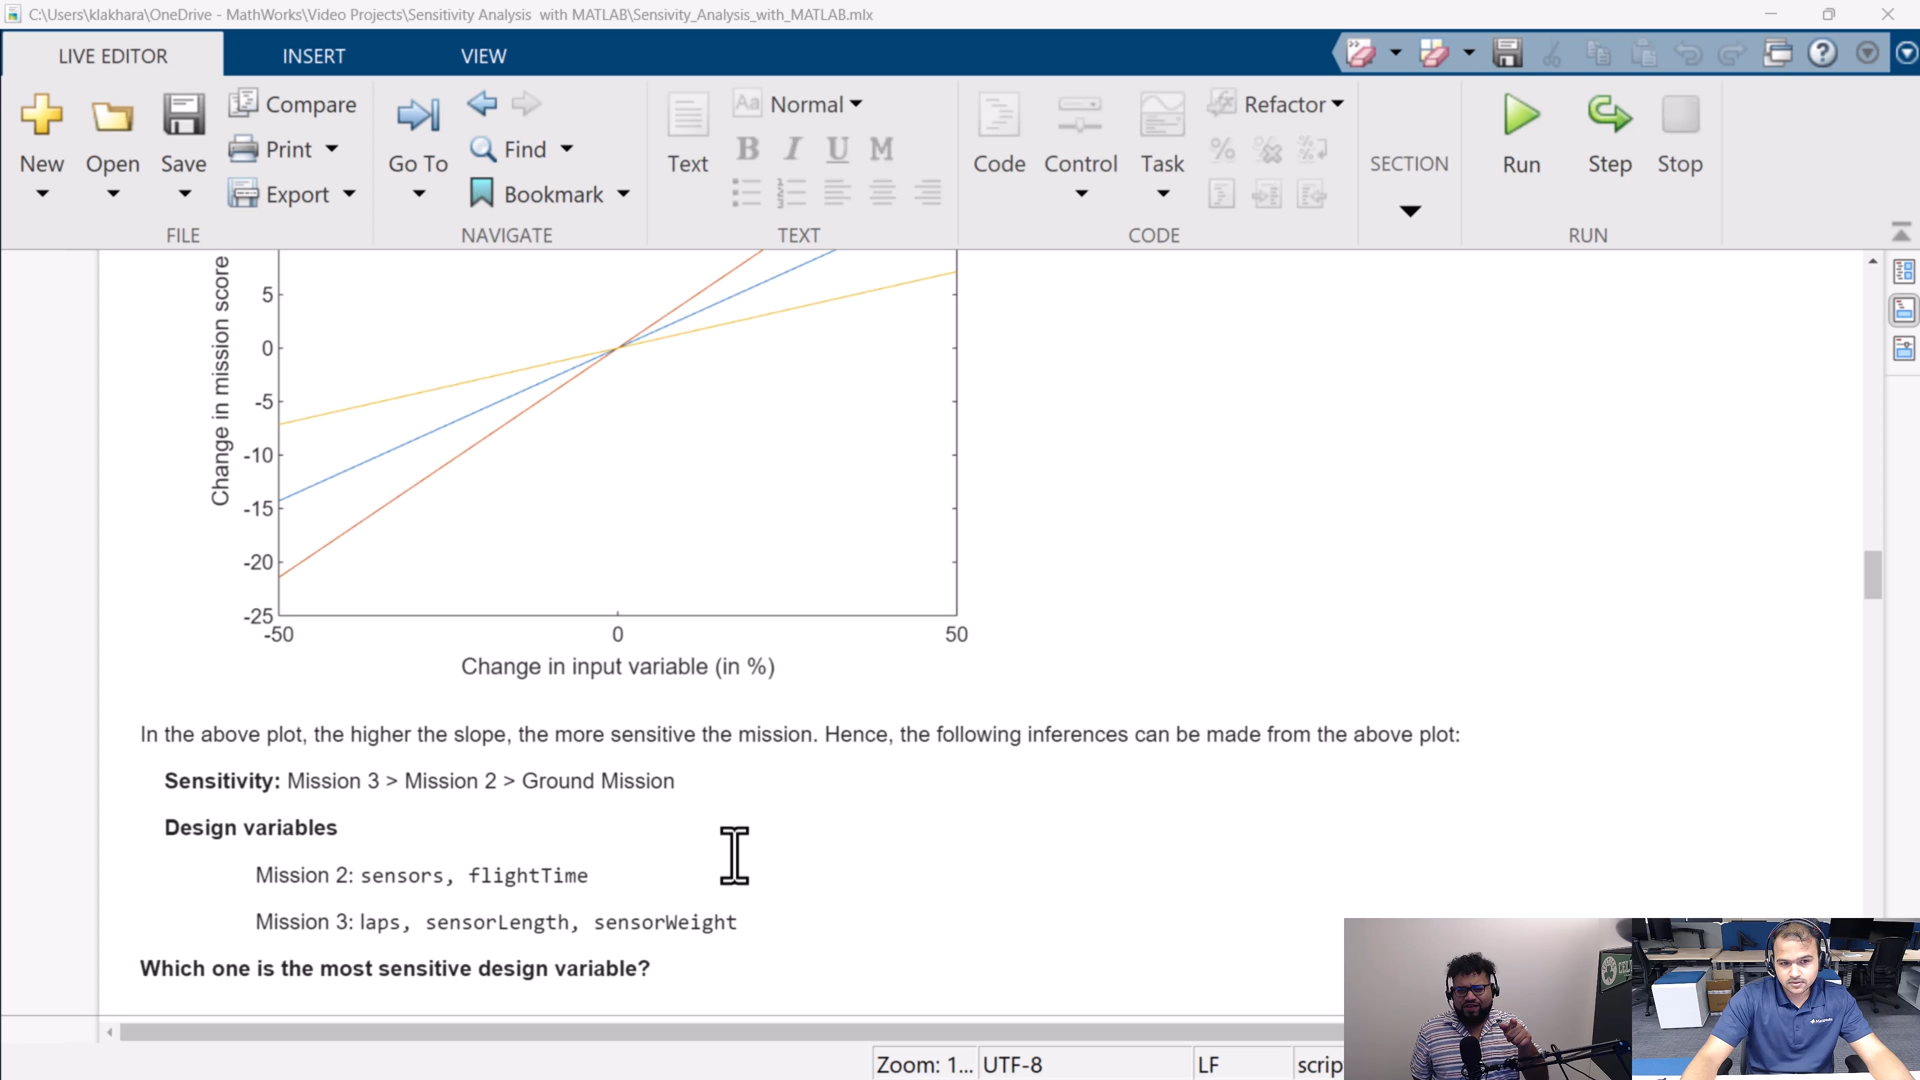 C:\Users\klakhara\OneDrive - MathWorks\Video Projects\Sensitivity Analysis with MATLAB\Sensivity_Analysis_with_MATLAB.mlx
LIVE EDITOR INSERT VIEW
New Open Save Compare Print Export
FILE
Go To Find Bookmark
NAVIGATE
Text Aa Normal
B I U M
TEXT
Code Control Task Refactor
CODE
SECTION
Run Step Stop
RUN
Change in mission score
5
0
-5
-10
-15
-20
-25
-50 0 50
Change in input variable (in %)
In the above plot, the higher the slope, the more sensitive the mission. Hence, the following inferences can be made from the above plot:
Sensitivity: Mission 3 > Mission 2 > Ground Mission
Design variables
Mission 2: sensors, flightTime
Mission 3: laps, sensorLength, sensorWeight
Which one is the most sensitive design variable?
Zoom: 1... UTF-8 LF scrip